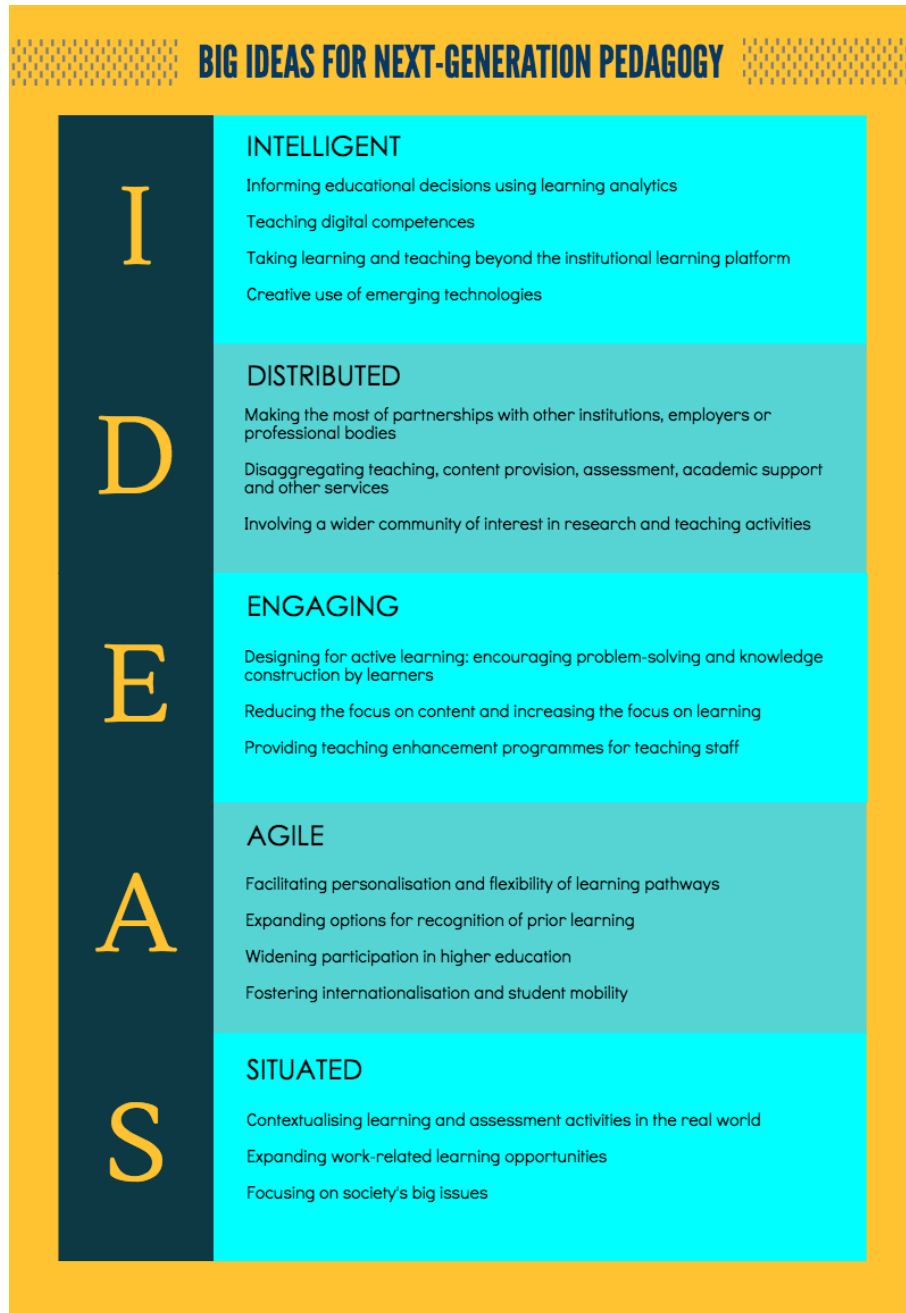 BIG IDEAS FOR NEXT-GENERATION PEDAGOGY
I
INTELLIGENT
Informing educational decisions using learning analytics
Teaching digital competences
Taking learning and teaching beyond the institutional learning platform
Creative use of emerging technologies
D
DISTRIBUTED
Making the most of partnerships with other institutions, employers or
professional bodies
Disaggregating teaching, content provision, assessment, academic support
and other services
Involving a wider community of interest in research and teaching activities
E
ENGAGING
Designing for active learning: encouraging problem-solving and knowledge
construction by learners
Reducing the focus on content and increasing the focus on learning
Providing teaching enhancement programmes for teaching staff
A
AGILE
Facilitating personalisation and flexibility of learning pathways
Expanding options for recognition of prior learning
Widening participation in higher education
Fostering internationalisation and student mobility
S
SITUATED
Contextualising learning and assessment activities in the real world
Expanding work-related learning opportunities
Focusing on society's big issues